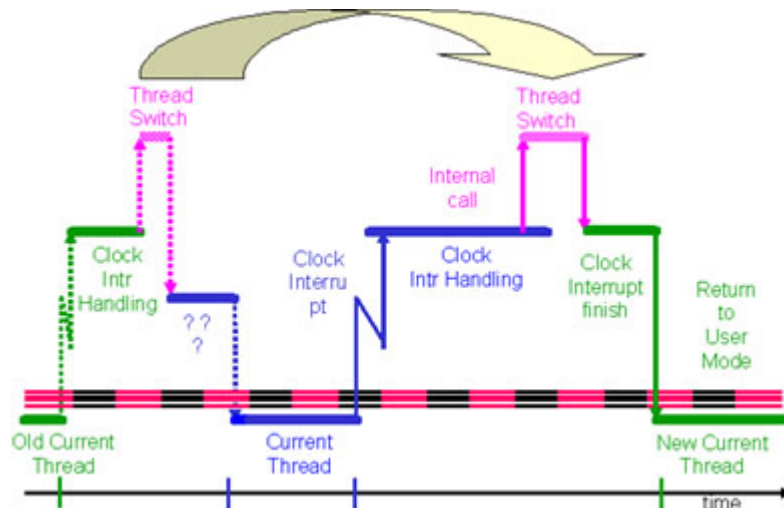 Thread
Switch
Thread
Switch
Internal
call
Clock
Intr
Handling
Clock
Interru
pt
Clock
Intr Handling
Clock
Interrupt
finish
Return
to
User
Mode
? ?
?
Old Current
Thread
Current
Thread
New Current
Thread
time